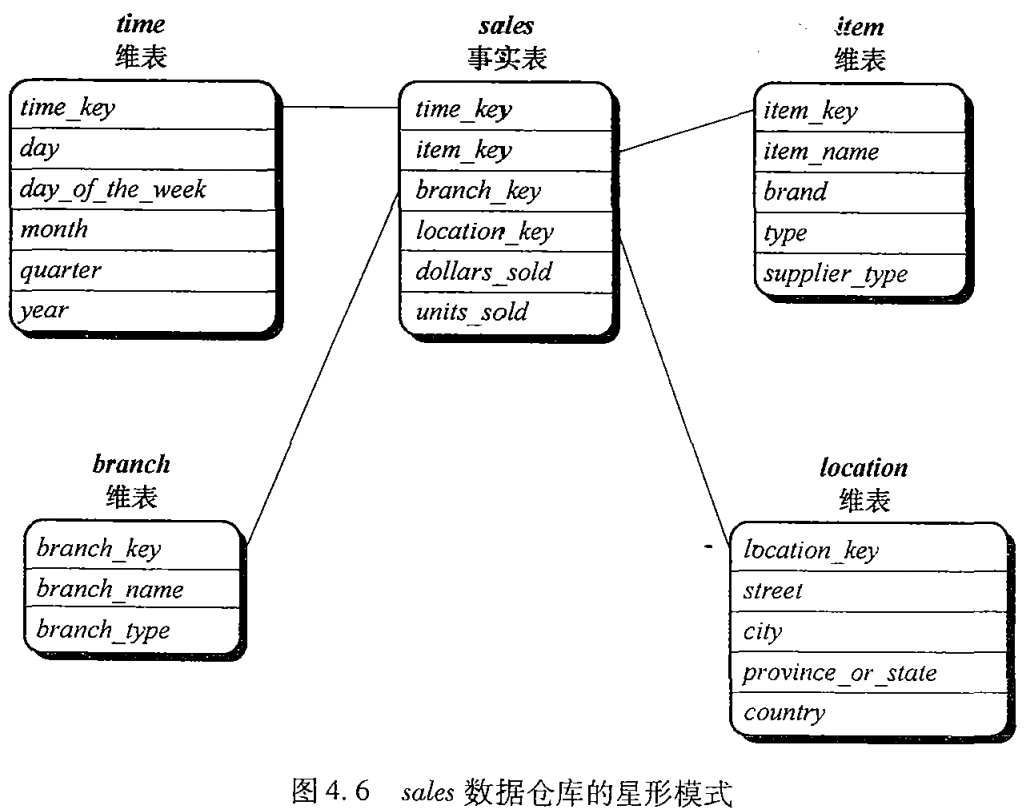 time
维表
time_key
day
day_of_the_week
month
quarter
year
sales
事实表
time_key
item_key
branch_key
location_key
dollars_sold
units_sold
item
维表
item_key
item_name
brand
type
supplier_type
branch
维表
branch_key
branch_name
branch_type
location
维表
location_key
street
city
province_or_state
country
图 4.6 sales 数据仓库的星形模式